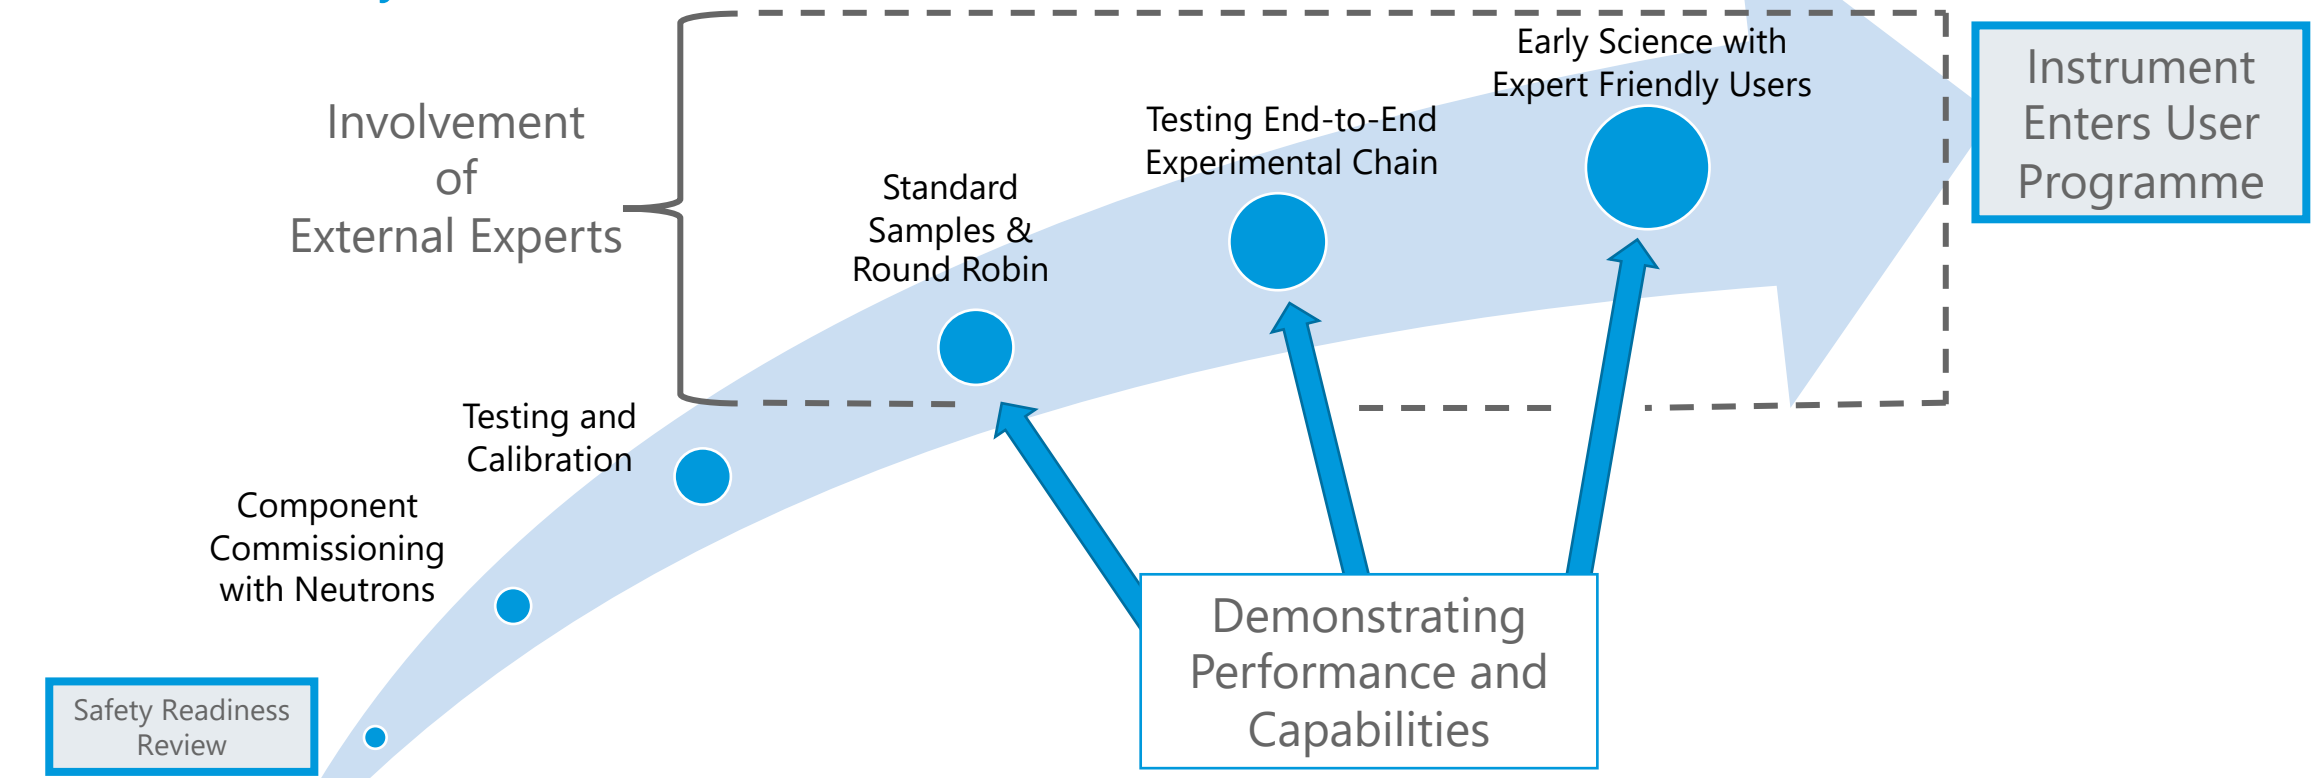 Early Science with
Expert Friendly Users
Instrument
Enters User
Programme
Involvement
of
External Experts
Testing End-to-End
Experimental Chain
Standard
Samples &
Round Robin
Testing and
Calibration
Component
Commissioning
with Neutrons
Safety Readiness
Review
Demonstrating
Performance and
Capabilities